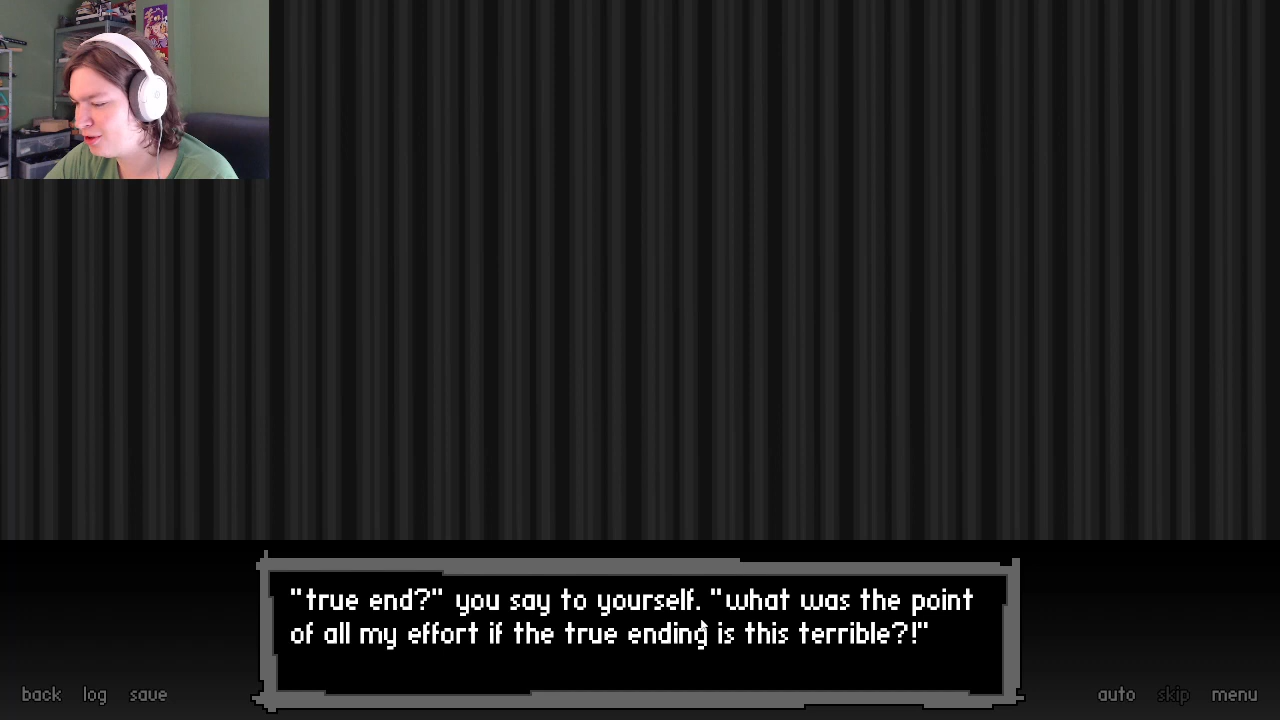 "true end?" you say to yourself. "what was the point
of all my effort if the true ending is this terrible?!"
back log save auto skip menu